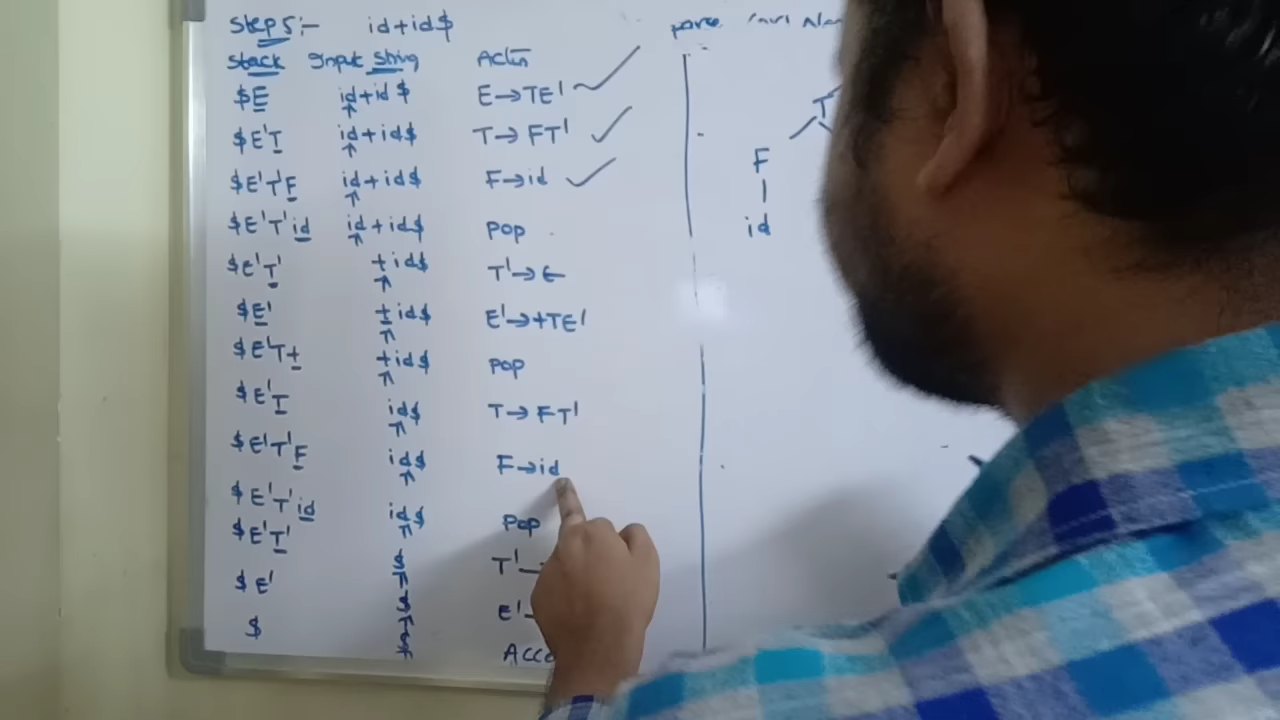 Step 5:- id+id$
Stack Input String Action
$E id+id$ E→TE'
$E'T id+id$ T→FT'
$E'T'F id+id$ F→id
$E'T'id id+id$ pop
$E'T' +id$ T'→ε
$E' +id$ E'→+TE'
$E'T+ +id$ pop
$E'T id$ T→FT'
$E'T'F id$ F→id
$E'T'id id$ pop
$E'T' $ T'→
$E' $ E'→
$ $
T
F
id